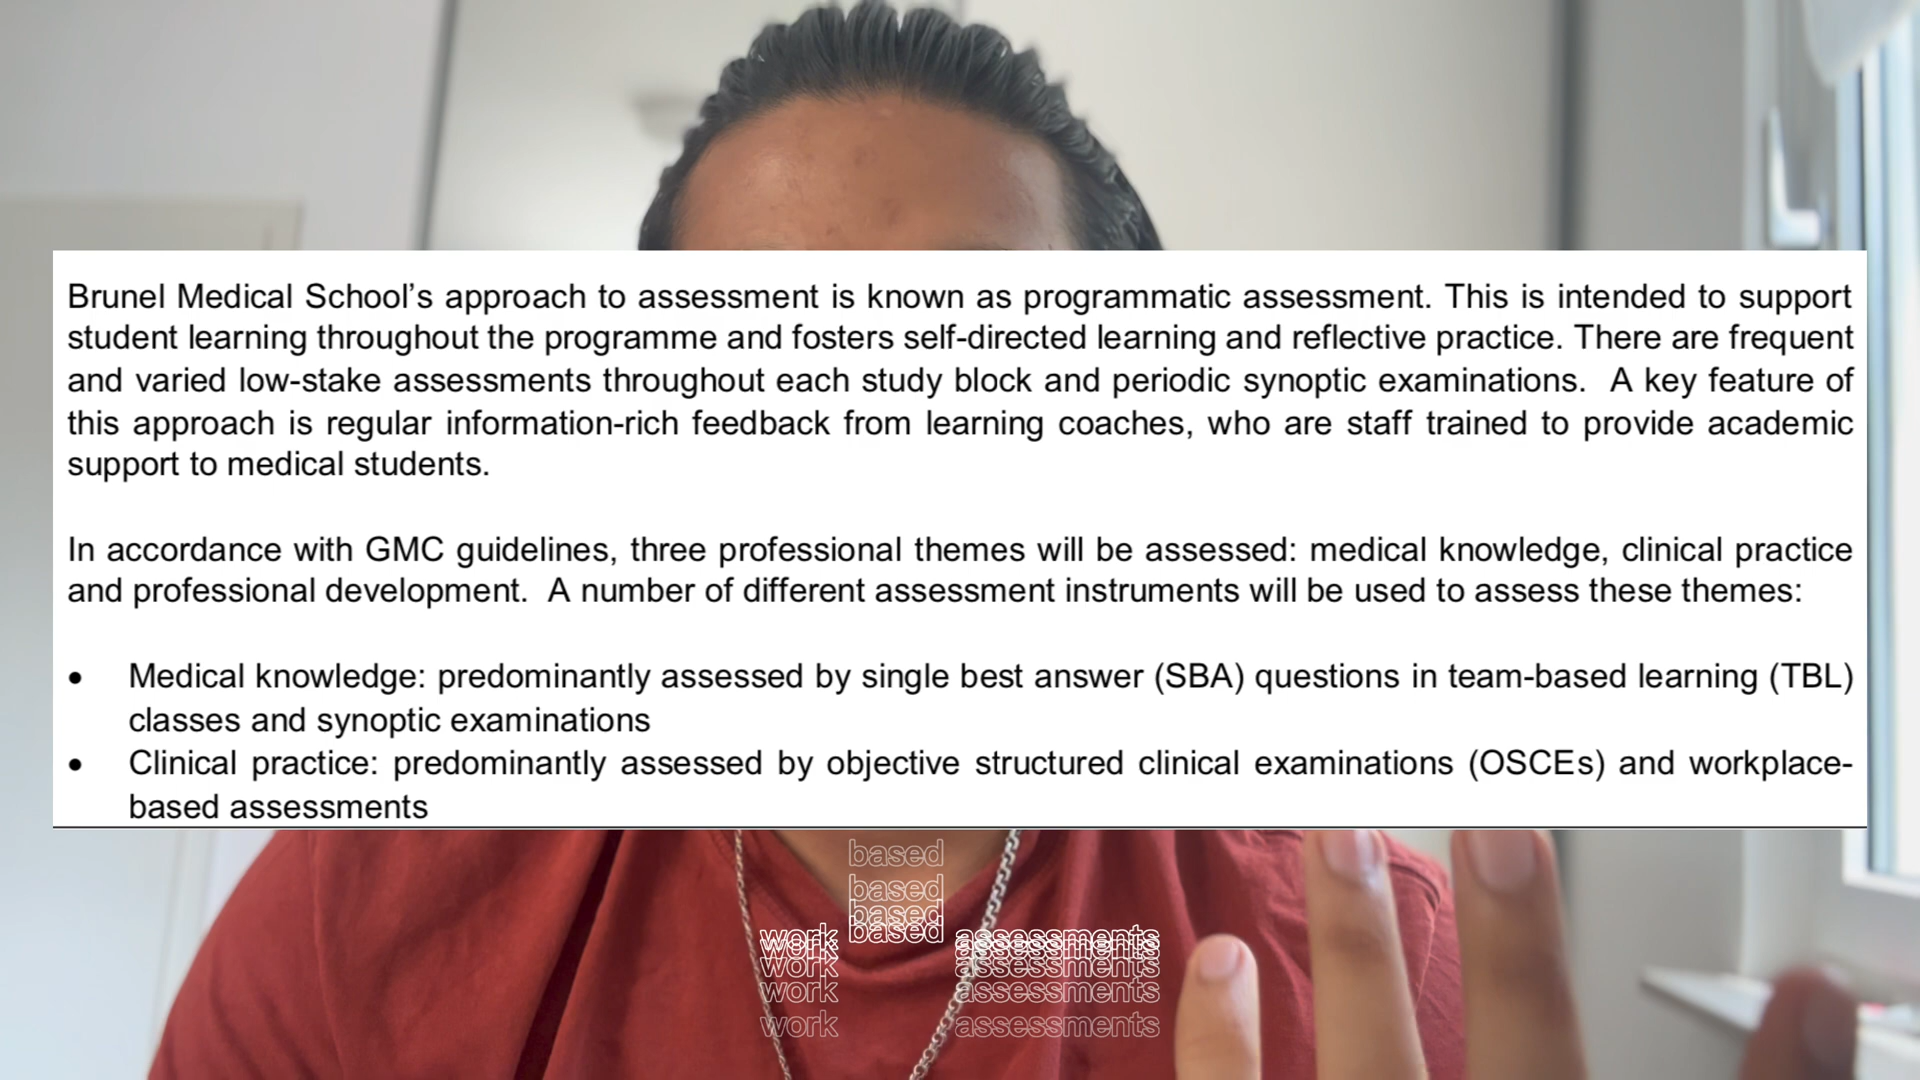 Brunel Medical School’s approach to assessment is known as programmatic assessment. This is intended to support
student learning throughout the programme and fosters self-directed learning and reflective practice. There are frequent
and varied low-stake assessments throughout each study block and periodic synoptic examinations.  A key feature of
this approach is regular information-rich feedback from learning coaches, who are staff trained to provide academic
support to medical students.
In accordance with GMC guidelines, three professional themes will be assessed: medical knowledge, clinical practice
and professional development.  A number of different assessment instruments will be used to assess these themes:
• Medical knowledge: predominantly assessed by single best answer (SBA) questions in team-based learning (TBL)
classes and synoptic examinations
• Clinical practice: predominantly assessed by objective structured clinical examinations (OSCEs) and workplace-
based assessments
based
based
based
work based assessments
work assessments
work assessments
work assessments
work assessments